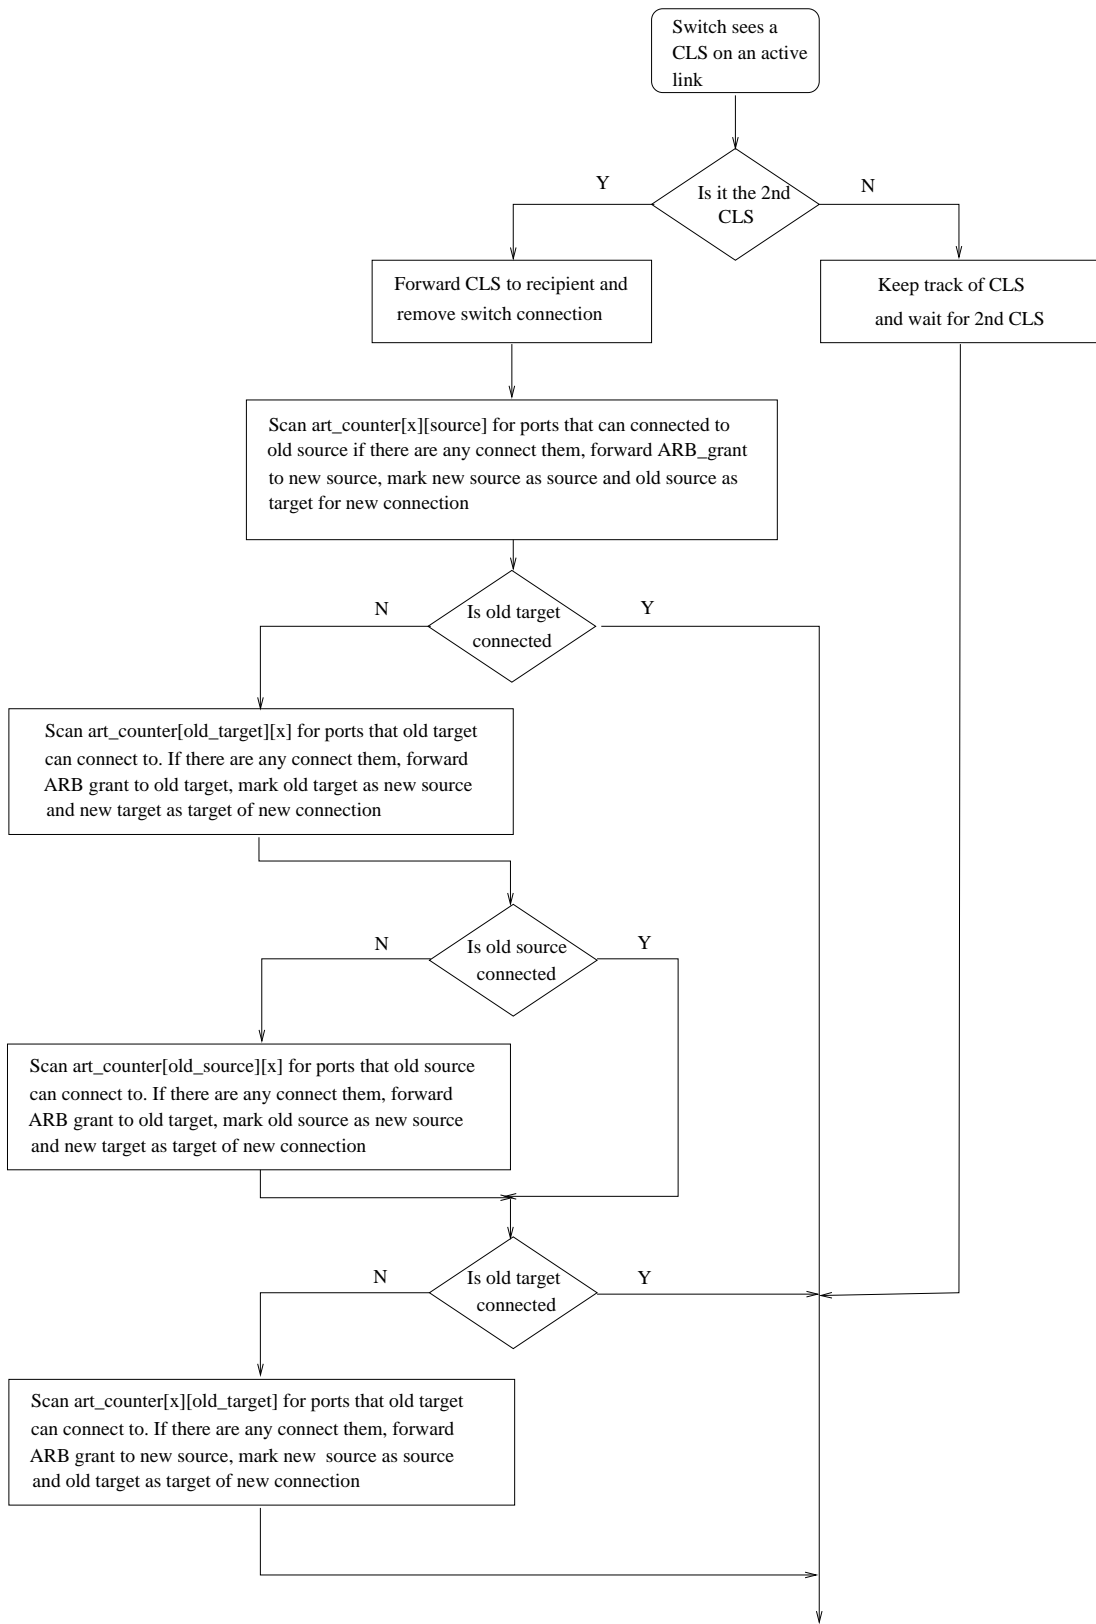 Switch sees a
CLS on an active
link
Y
Is it the 2nd
CLS
N
Forward CLS to recipient and
remove switch connection
Keep track of CLS
and wait for 2nd CLS
Scan art_counter[x][source] for ports that can connected to
old source if there are any connect them, forward ARB_grant
to new source, mark new source as source and old source as
target for new connection
N
Is old target
connected
Y
Scan art_counter[old_target][x] for ports that old target
can connect to. If there are any connect them, forward
ARB grant to old target, mark old target as new source
and new target as target of new connection
N
Is old source
connected
Y
Scan art_counter[old_source][x] for ports that old source
can connect to. If there are any connect them, forward
ARB grant to old target, mark old source as new source
and new target as target of new connection
N
Is old target
connected
Y
Scan art_counter[x][old_target] for ports that old target
can connect to. If there are any connect them, forward
ARB grant to new source, mark new source as source
and old target as target of new connection